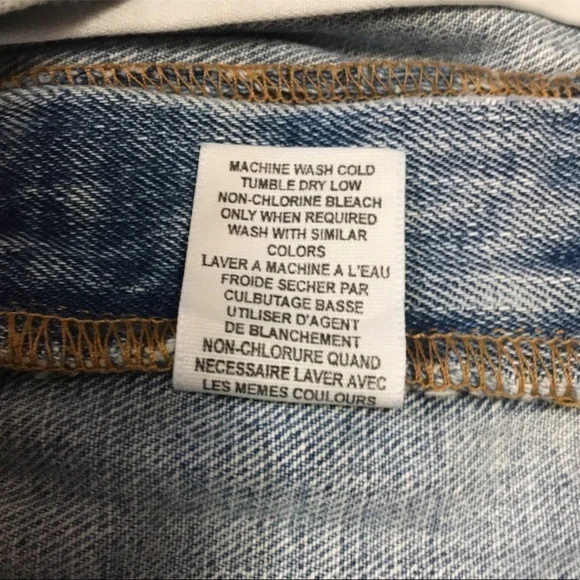 MACHINE WASH COLD
TUMBLE DRY LOW
NON-CHLORINE BLEACH
ONLY WHEN REQUIRED
WASH WITH SIMILAR
COLORS
LAVER A MACHINE A L'EAU
FROIDE SECHER PAR
CULBUTAGE BASSE
UTILISER D'AGENT
DE BLANCHEMENT
NON-CHLORURE QUAND
NECESSAIRE LAVER AVEC
LES MEMES COULOURS